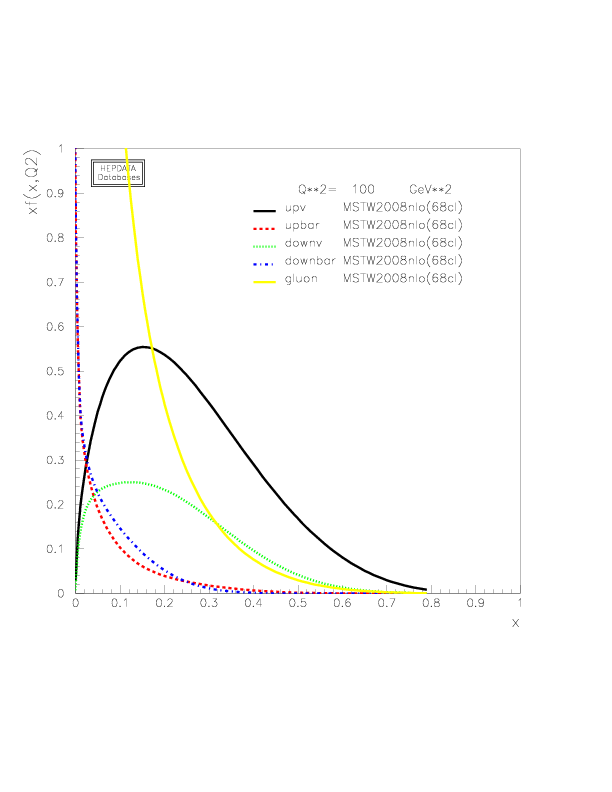 xf(x,Q2)
1
0.9
0.8
0.7
0.6
0.5
0.4
0.3
0.2
0.1
0
HEPDATA
Databases
Q**2= 100 GeV**2
upv MSTW2008nlo(68cl)
upbar MSTW2008nlo(68cl)
downv MSTW2008nlo(68cl)
downbar MSTW2008nlo(68cl)
gluon MSTW2008nlo(68cl)
0 0.1 0.2 0.3 0.4 0.5 0.6 0.7 0.8 0.9 1
x